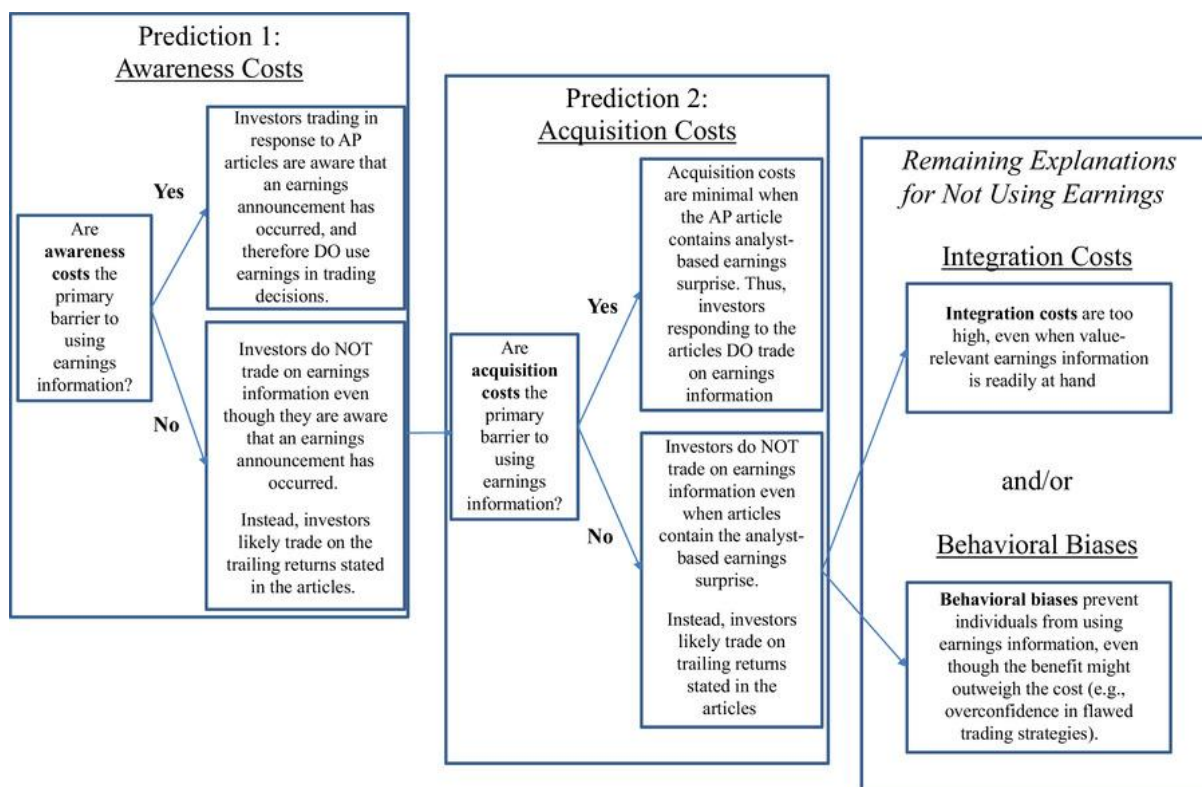 Prediction 1:
Awareness Costs
Are
awareness
costs the
primary
barrier to
using
earnings
information?
Yes
No
Investors trading in
response to AP
articles are aware that
an earnings
announcement has
occurred, and
therefore DO use
earnings in trading
decisions.
Investors do NOT
trade on earnings
information even
though they are aware
that an earnings
announcement has
occurred.
Instead, investors
likely trade on the
trailing returns stated
in the articles.
Prediction 2:
Acquisition Costs
Are
acquisition
costs the
primary
barrier to
using
earnings
information?
Yes
No
Acquisition costs
are minimal when
the AP article
contains analyst-
based earnings
surprise. Thus,
investors
responding to the
articles DO trade
on earnings
information
Investors do NOT
trade on earnings
information even
when articles
contain the analyst-
based earnings
surprise.
Instead, investors
likely trade on
trailing returns
stated in the
articles
Remaining Explanations
for Not Using Earnings
Integration Costs
Integration costs are too
high, even when value-
relevant earnings information
is readily at hand
and/or
Behavioral Biases
Behavioral biases prevent
individuals from using
earnings information, even
though the benefit might
outweigh the cost (e.g.,
overconfidence in flawed
trading strategies).